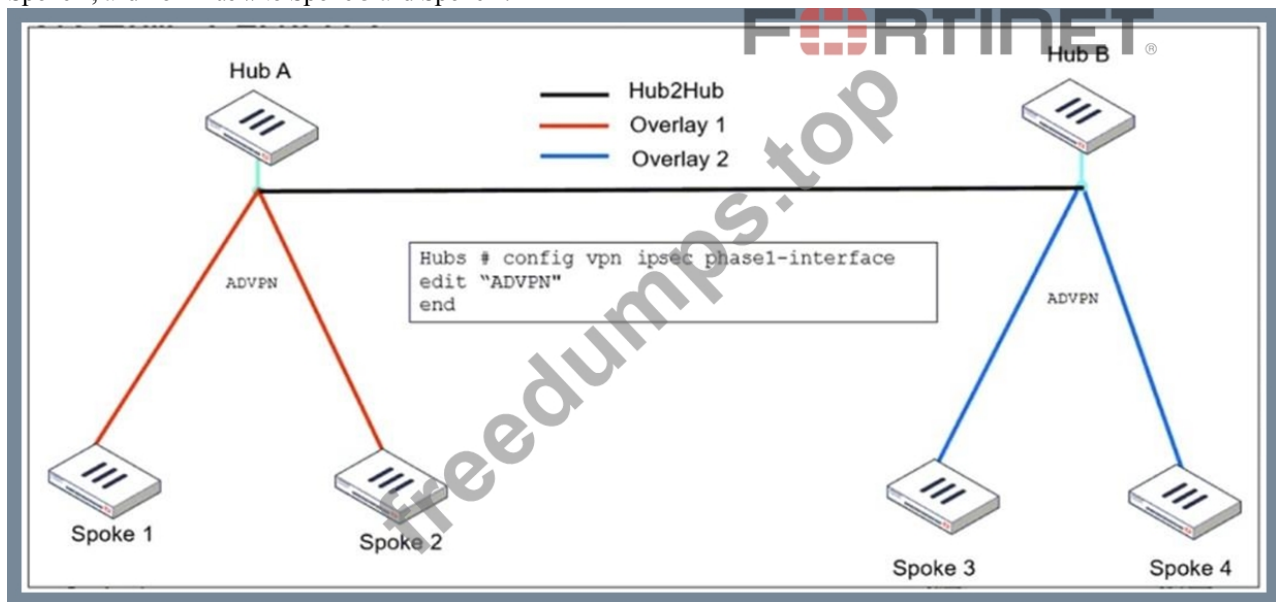 FORTINET®
Hub A
Hub B
Hub2Hub
Overlay 1
Overlay 2
Hubs # config vpn ipsec phase1-interface
edit “ADVPN"
end
ADVPN
ADVPN
Spoke 1
Spoke 2
Spoke 3
Spoke 4
freedumps.top